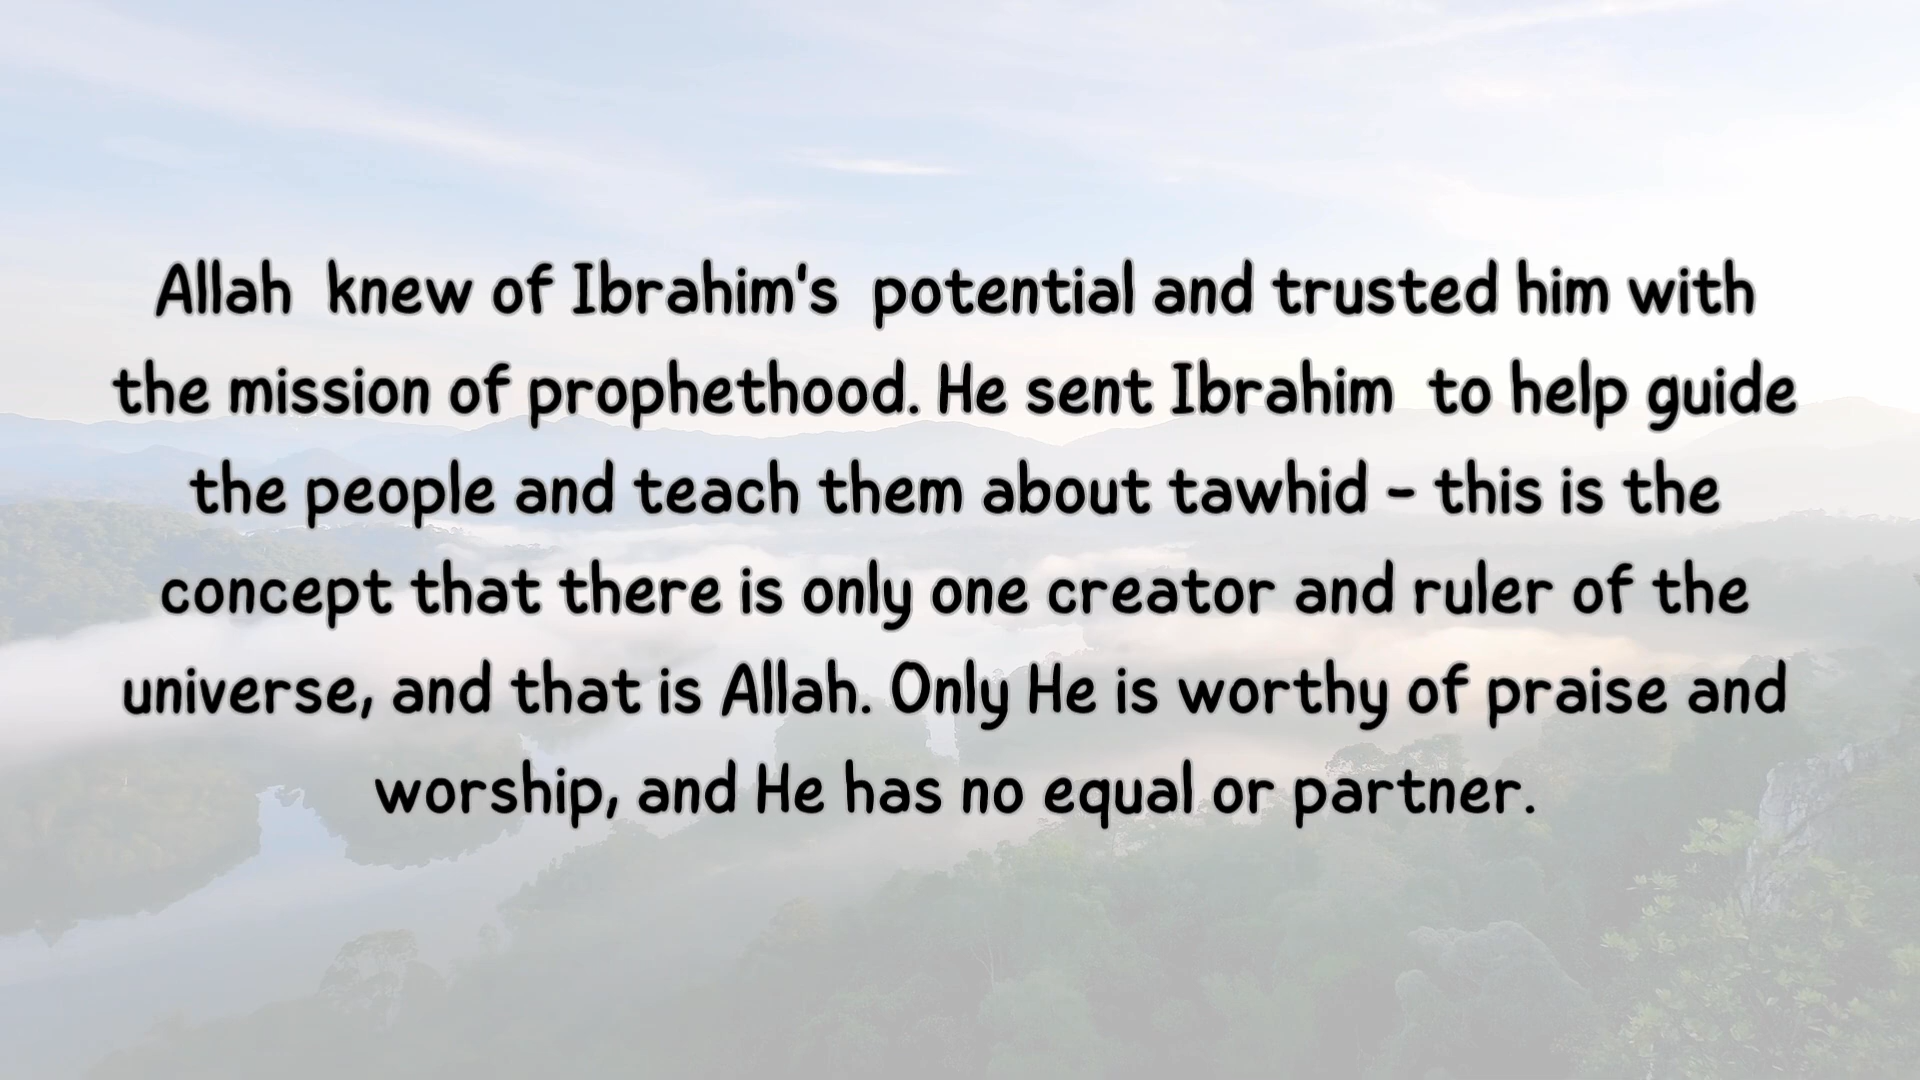 Allah knew of Ibrahim's potential and trusted him with
the mission of prophethood. He sent Ibrahim to help guide
the people and teach them about tawhid - this is the
concept that there is only one creator and ruler of the
universe, and that is Allah. Only He is worthy of praise and
worship, and He has no equal or partner.